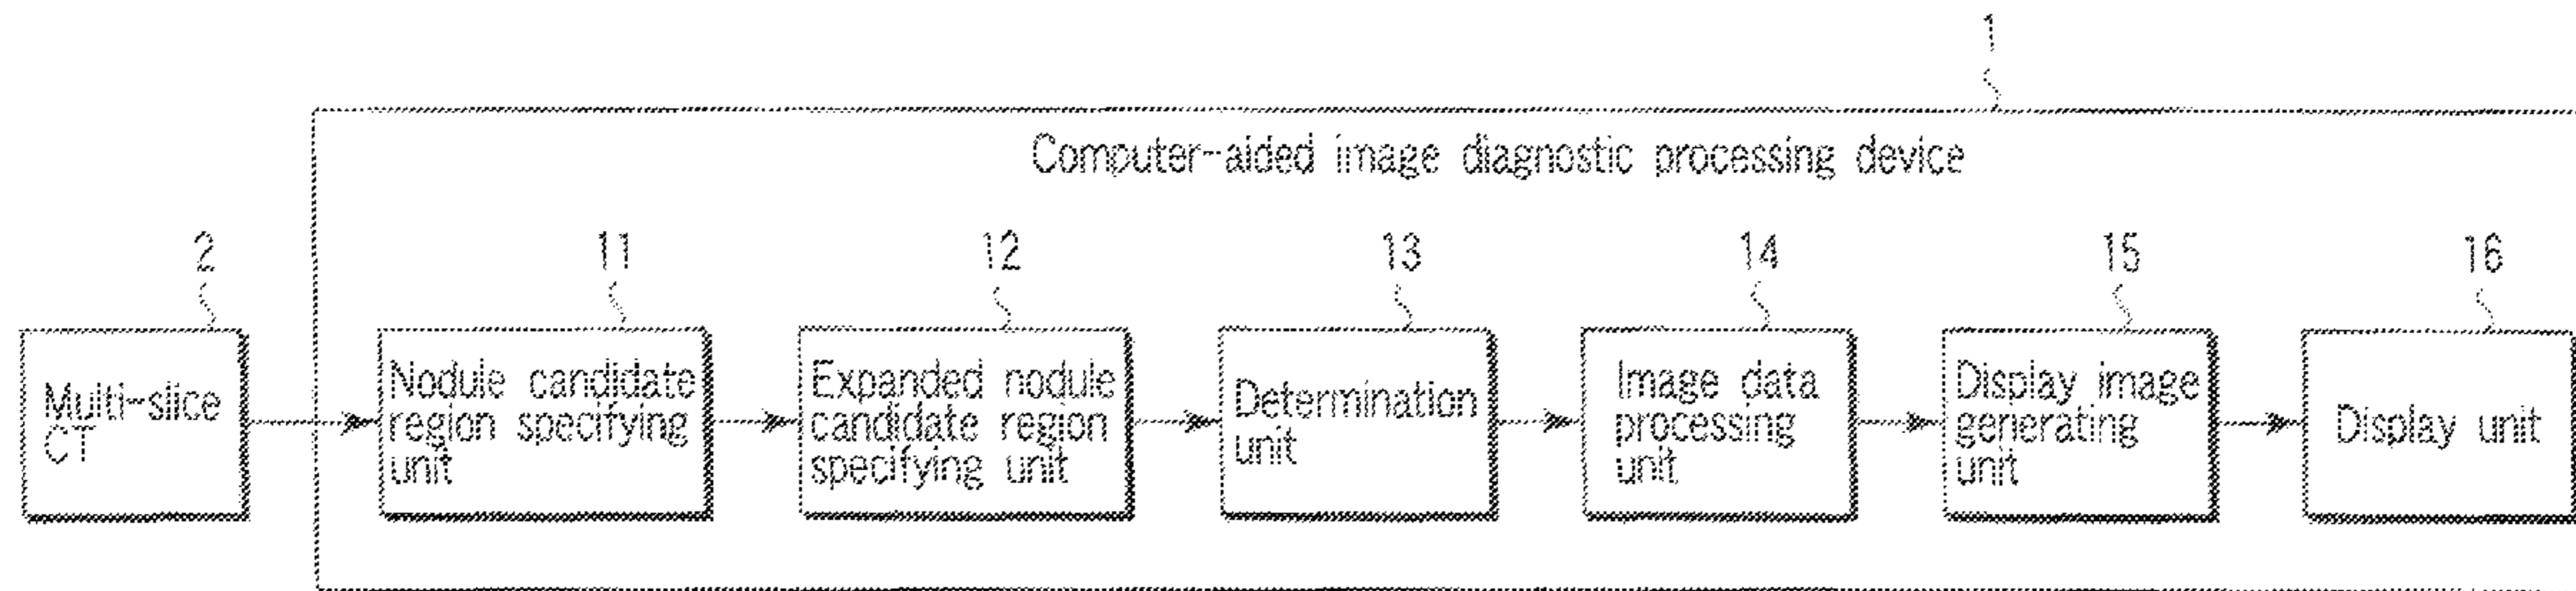 1
Computer-aided image diagnostic processing device
2
11
12
13
14
15
16
Multi-slice
CT
Nodule candidate
region specifying
unit
Expanded nodule
candidate region
specifying unit
Determination
unit
Image data
processing
unit
Display image
generating
unit
Display unit